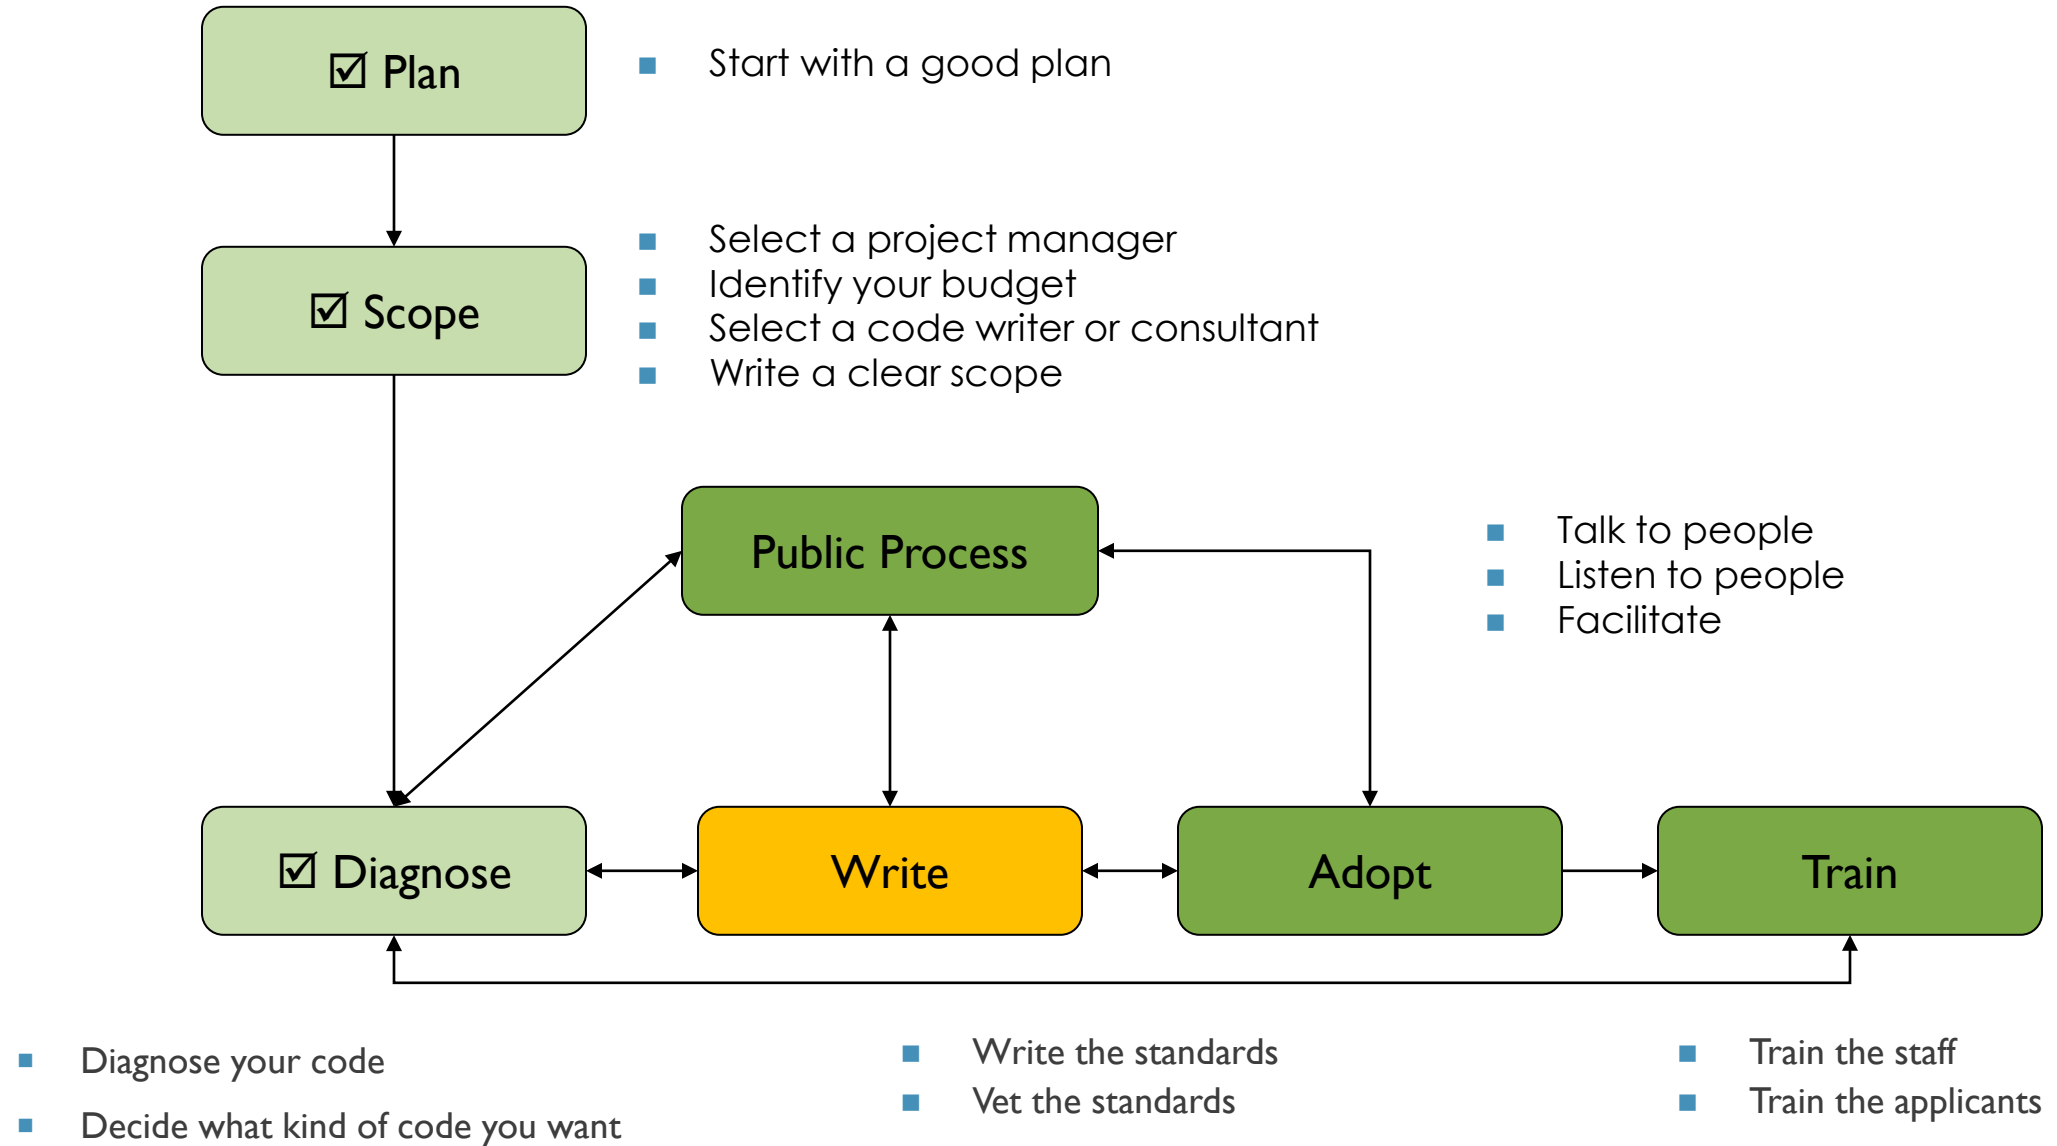 ☑ Plan
■ Start with a good plan
☑ Scope
■ Select a project manager
■ Identify your budget
■ Select a code writer or consultant
■ Write a clear scope
Public Process
■ Talk to people
■ Listen to people
■ Facilitate
☑ Diagnose
Write
Adopt
Train
■ Diagnose your code
■ Decide what kind of code you want
■ Write the standards
■ Vet the standards
■ Train the staff
■ Train the applicants